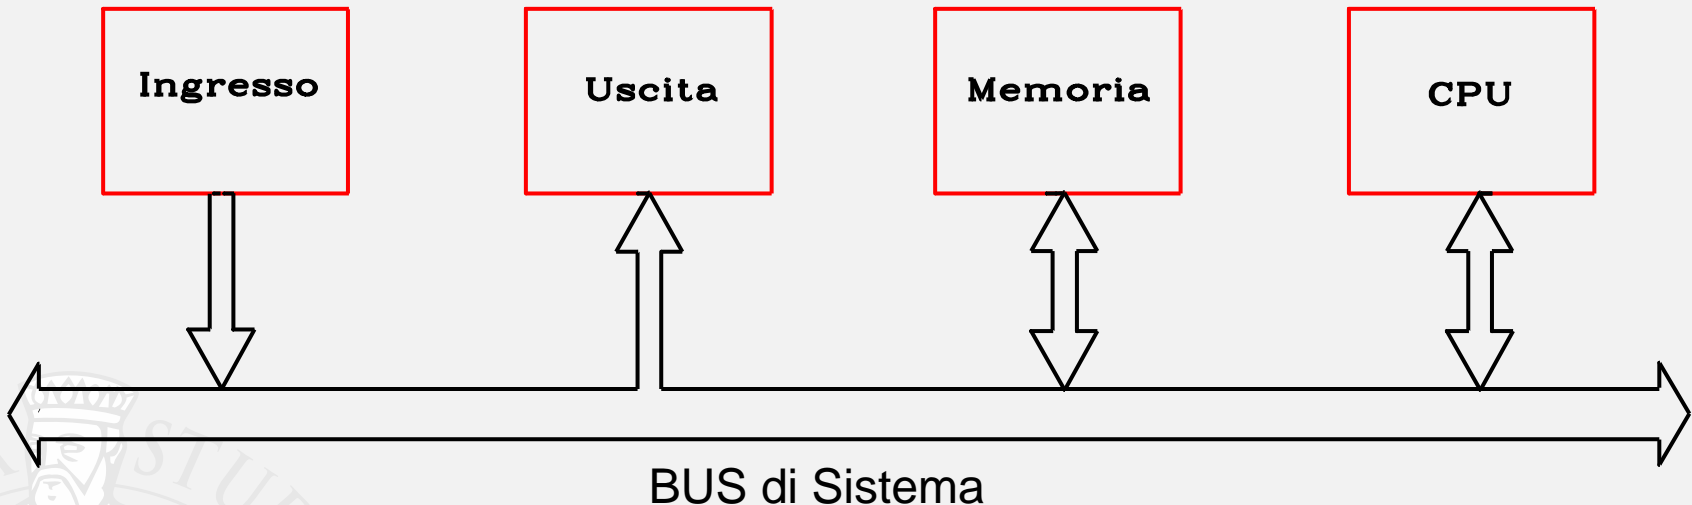 Ingresso
Uscita
Memoria
CPU
BUS di Sistema